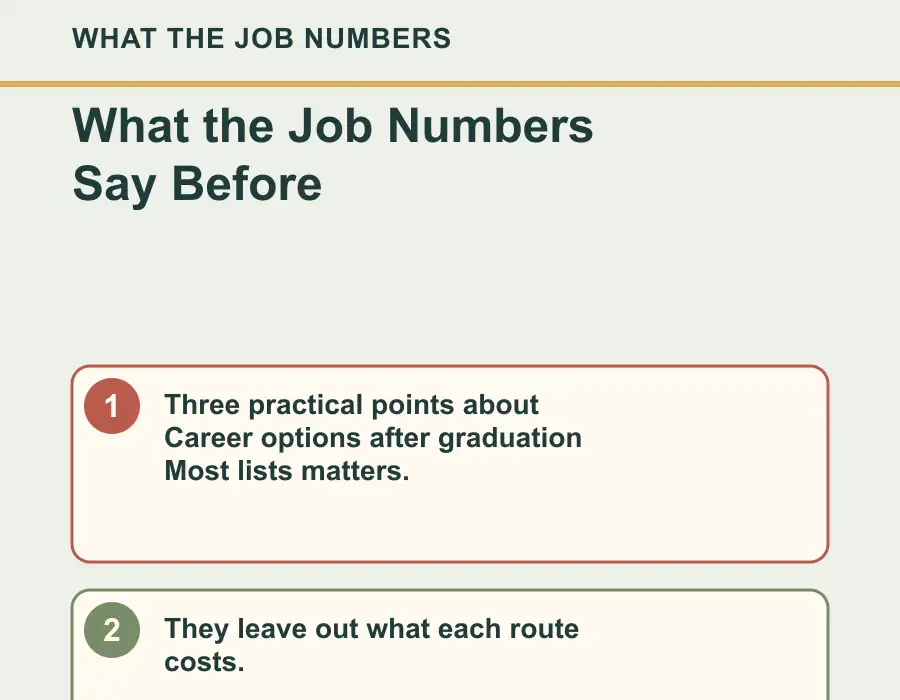 WHAT THE JOB NUMBERS
What the Job Numbers
Say Before
1
Three practical points about
Career options after graduation
Most lists matters.
2
They leave out what each route
costs.